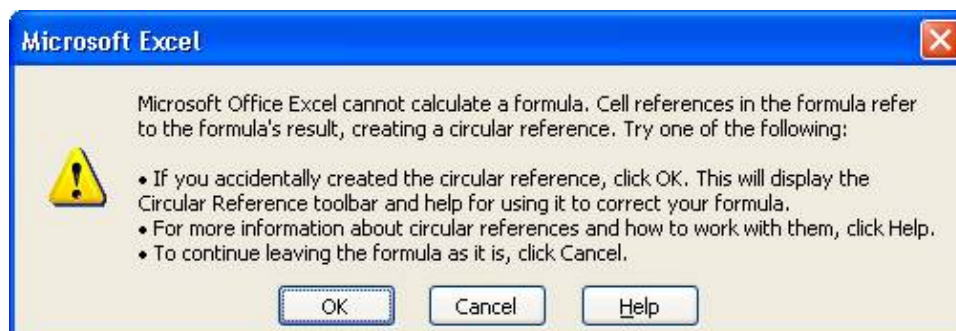 Microsoft Excel
Microsoft Office Excel cannot calculate a formula. Cell references in the formula refer
to the formula's result, creating a circular reference. Try one of the following:
• If you accidentally created the circular reference, click OK. This will display the
Circular Reference toolbar and help for using it to correct your formula.
• For more information about circular references and how to work with them, click Help.
• To continue leaving the formula as it is, click Cancel.
OK Cancel Help